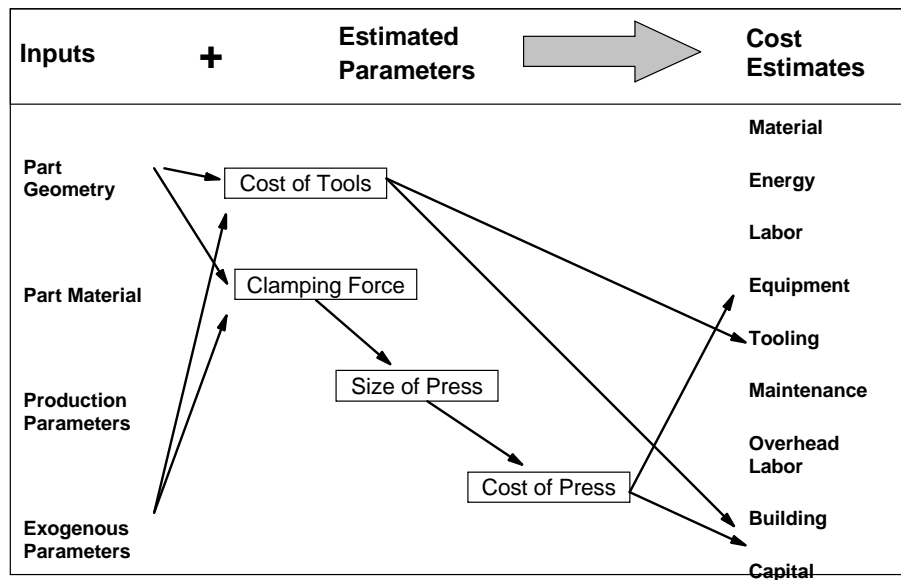 Inputs
+
Estimated
Parameters
Cost
Estimates
Part
Geometry
Part Material
Production
Parameters
Exogenous
Parameters
Cost of Tools
Clamping Force
Size of Press
Cost of Press
Material
Energy
Labor
Equipment
Tooling
Maintenance
Overhead
Labor
Building
Capital